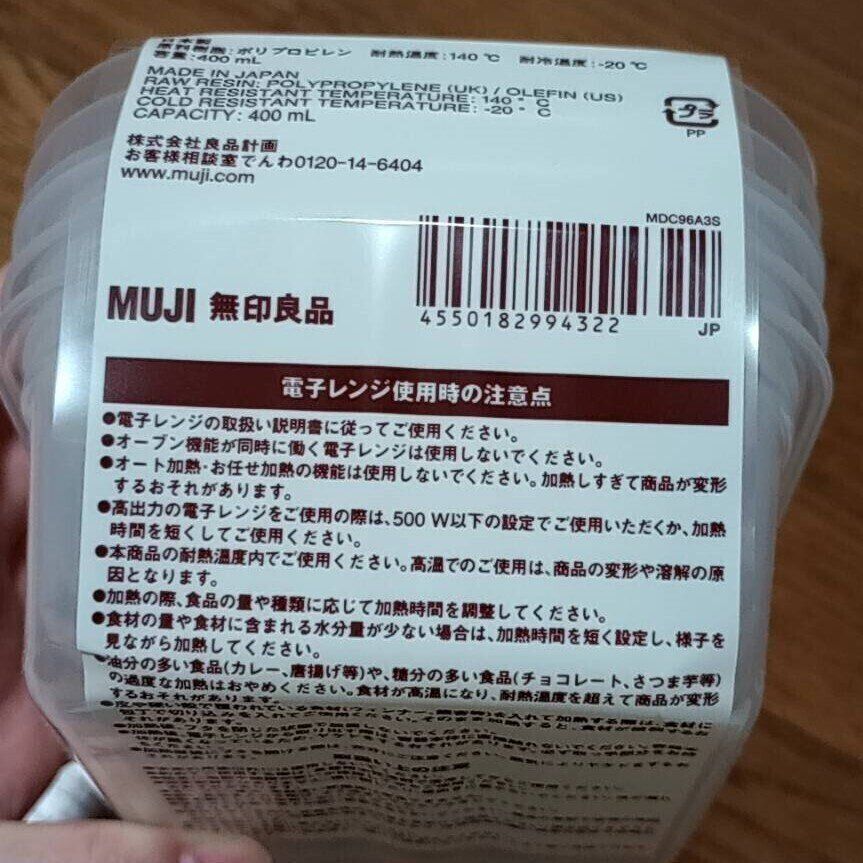 日本製
原料樹脂:ポリプロピレン 耐熱温度:140℃ 耐冷温度:-20℃
容量:400 mL
MADE IN JAPAN
RAW RESIN: POLYPROPYLENE (UK) / OLEFIN (US)
HEAT RESISTANT TEMPERATURE: 140° C
COLD RESISTANT TEMPERATURE: -20° C
CAPACITY: 400 mL
プラ
PP
株式会社良品計画
お客様相談室でんわ0120-14-6404
www.muji.com
MDC96A3S
4550182994322
JP
MUJI 無印良品
電子レンジ使用時の注意点
●電子レンジの取扱い説明書に従ってご使用ください。
●オーブン機能が同時に働く電子レンジは使用しないでください。
●オート加熱・お任せ加熱の機能は使用しないでください。加熱しすぎて商品が変形
するおそれがあります。
●高出力の電子レンジをご使用の際は、500 W以下の設定でご使用いただくか、加熱
時間を短くしてご使用ください。
●本商品の耐熱温度内でご使用ください。高温でのご使用は、商品の変形や溶解の原
因となります。
●加熱の際、食品の量や種類に応じて加熱時間を調整してください。
●食材の量や食材に含まれる水分量が少ない場合は、加熱時間を短く設定し、様子を
見ながら加熱してください。
●油分の多い食品(カレー、唐揚げ等)や、糖分の多い食品(チョコレート、さつま芋等)
の過度な加熱はおやめください。食材が高温になり、耐熱温度を超えて商品が変形
するおそれがあります。